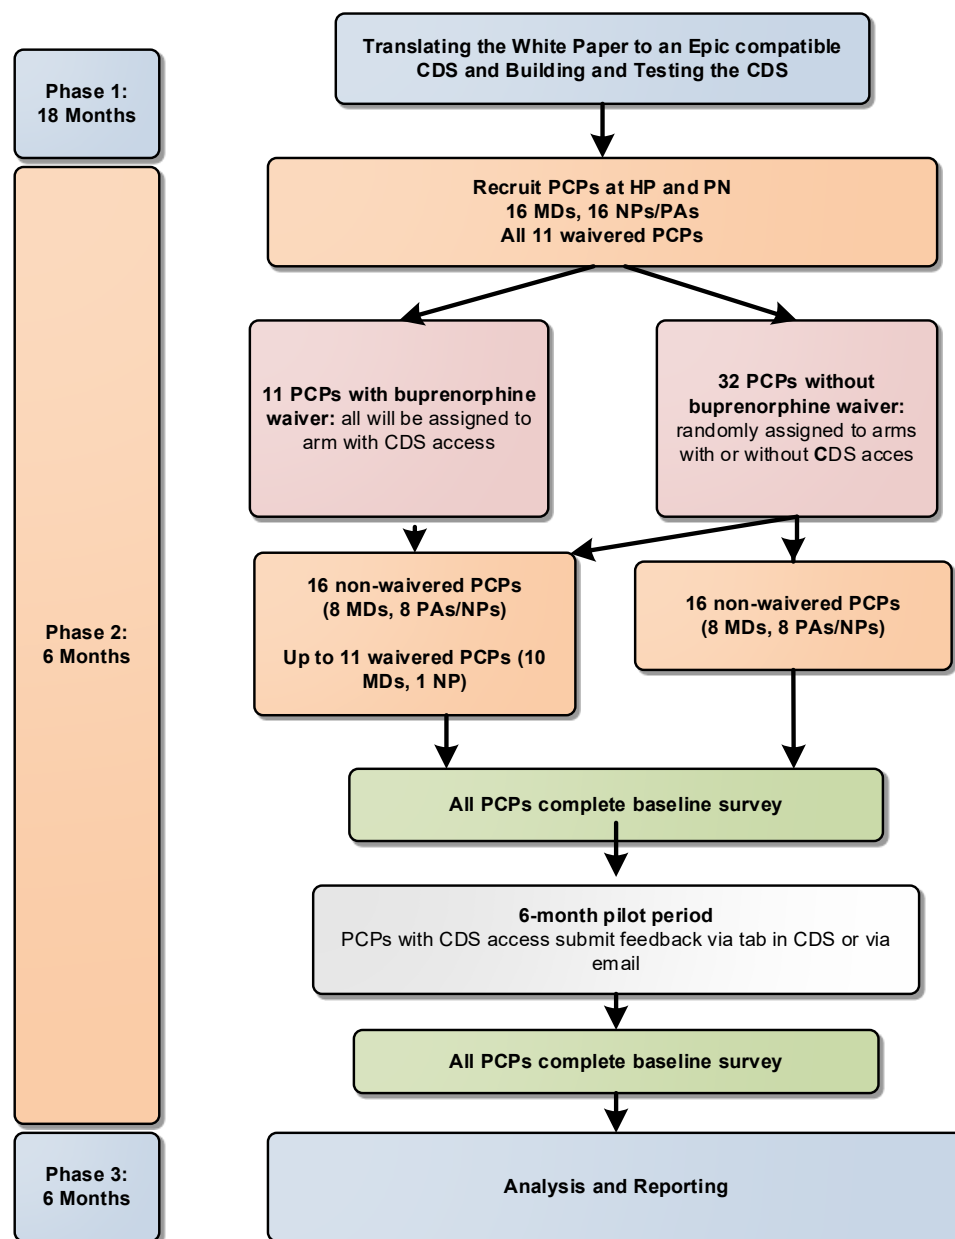 Translating the White Paper to an Epic compatible
CDS and Building and Testing the CDS
Phase 1:
18 Months
Recruit PCPs at HP and PN
16 MDs, 16 NPs/PAs
All 11 waivered PCPs
11 PCPs with buprenorphine
waiver: all will be assigned to
arm with CDS access
32 PCPs without
buprenorphine waiver:
randomly assigned to arms
with or without CDS acces
Phase 2:
6 Months
16 non-waivered PCPs
(8 MDs, 8 PAs/NPs)
Up to 11 waivered PCPs (10
MDs, 1 NP)
16 non-waivered PCPs
(8 MDs, 8 PAs/NPs)
All PCPs complete baseline survey
6-month pilot period
PCPs with CDS access submit feedback via tab in CDS or via
email
All PCPs complete baseline survey
Phase 3:
6 Months
Analysis and Reporting